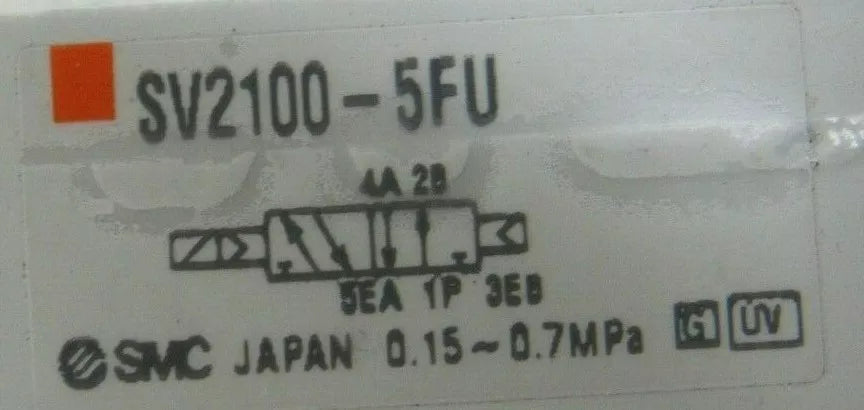 SV2100-5FU
4A 2B
5EA 1P 3EB
SMC JAPAN 0.15~0.7MPa G UV